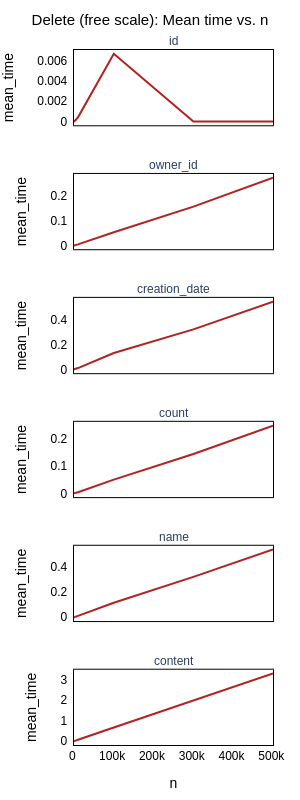 Delete (free scale): Mean time vs. n
id
mean_time
0.006
0.004
0.002
0
owner_id
mean_time
0.2
0.1
0
creation_date
mean_time
0.4
0.2
0
count
mean_time
0.2
0.1
0
name
mean_time
0.4
0.2
0
content
mean_time
3
2
1
0
0 100k 200k 300k 400k 500k
n